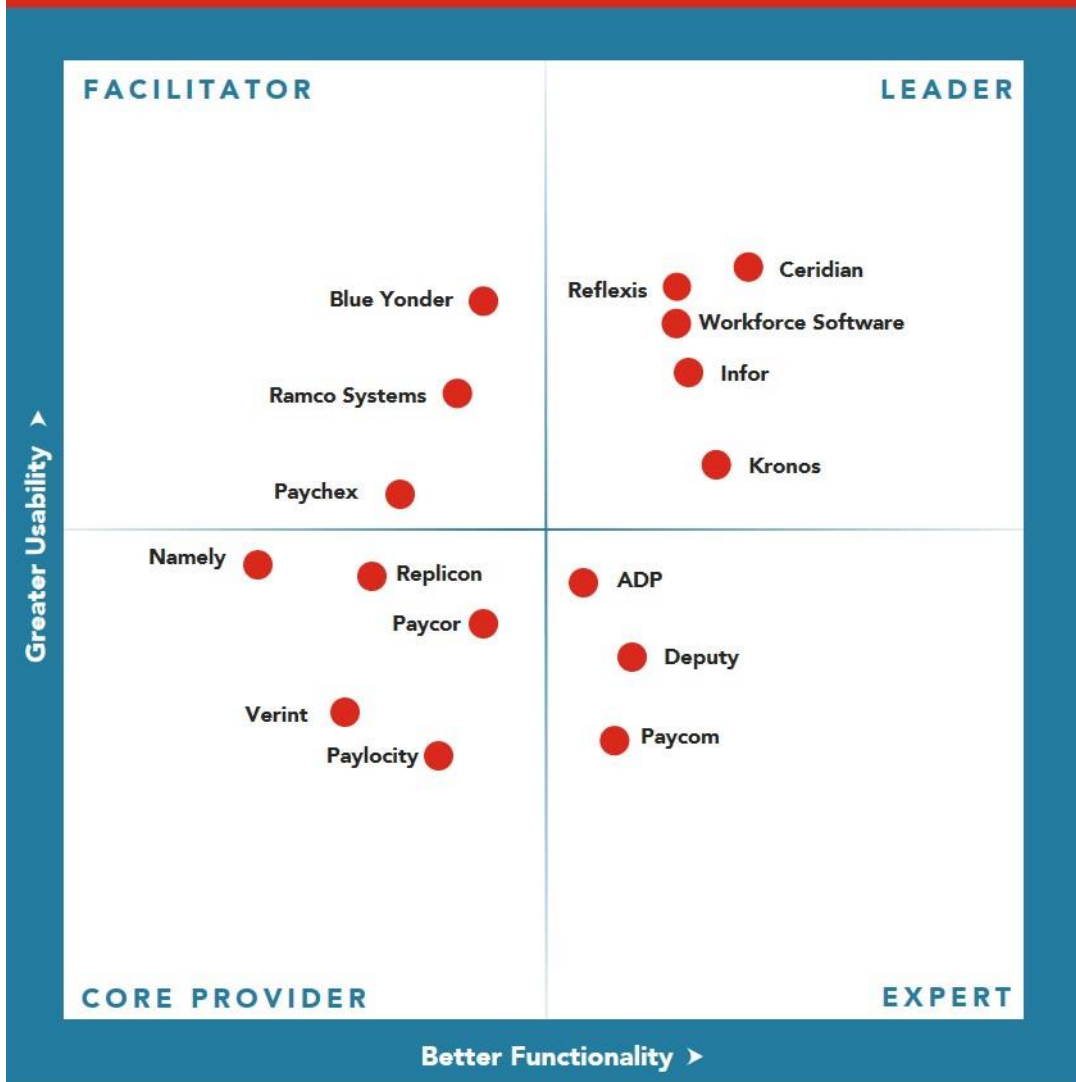 FACILITATOR
LEADER
Ceridian
Reflexis
Blue Yonder
Workforce Software
Infor
Ramco Systems
Kronos
Paychex
Greater Usability ➤
Namely
Replicon
ADP
Paycor
Deputy
Verint
Paycom
Paylocity
CORE PROVIDER
EXPERT
Better Functionality ➤